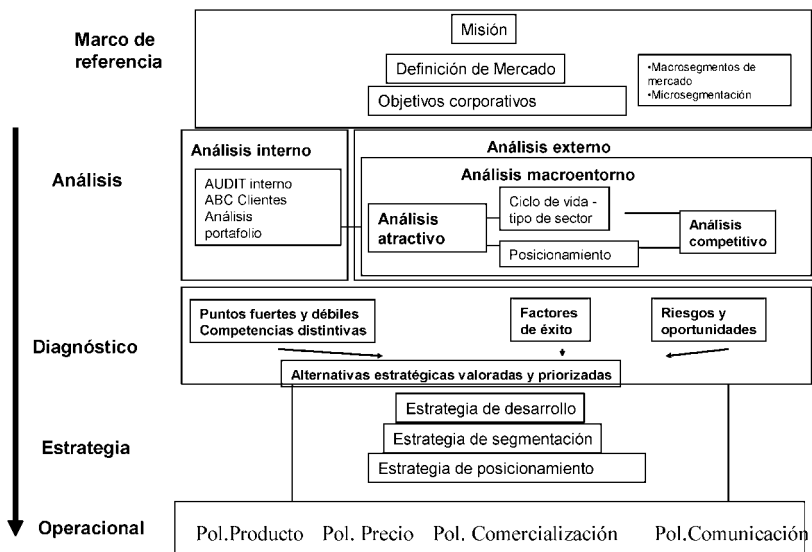 Marco de
referencia
Misión
Definición de Mercado
Objetivos corporativos
•Macrosegmentos de
mercado
•Microsegmentación
Análisis
Análisis interno
AUDIT interno
ABC Clientes
Análisis
portafolio
Análisis externo
Análisis macroentorno
Análisis
atractivo
Ciclo de vida -
tipo de sector
Posicionamiento
Análisis
competitivo
Diagnóstico
Puntos fuertes y débiles
Competencias distintivas
Factores
de éxito
Riesgos y
oportunidades
Alternativas estratégicas valoradas y priorizadas
Estrategia
Estrategia de desarrollo
Estrategia de segmentación
Estrategia de posicionamiento
Operacional
Pol.Producto Pol. Precio Pol. Comercialización Pol.Comunicación